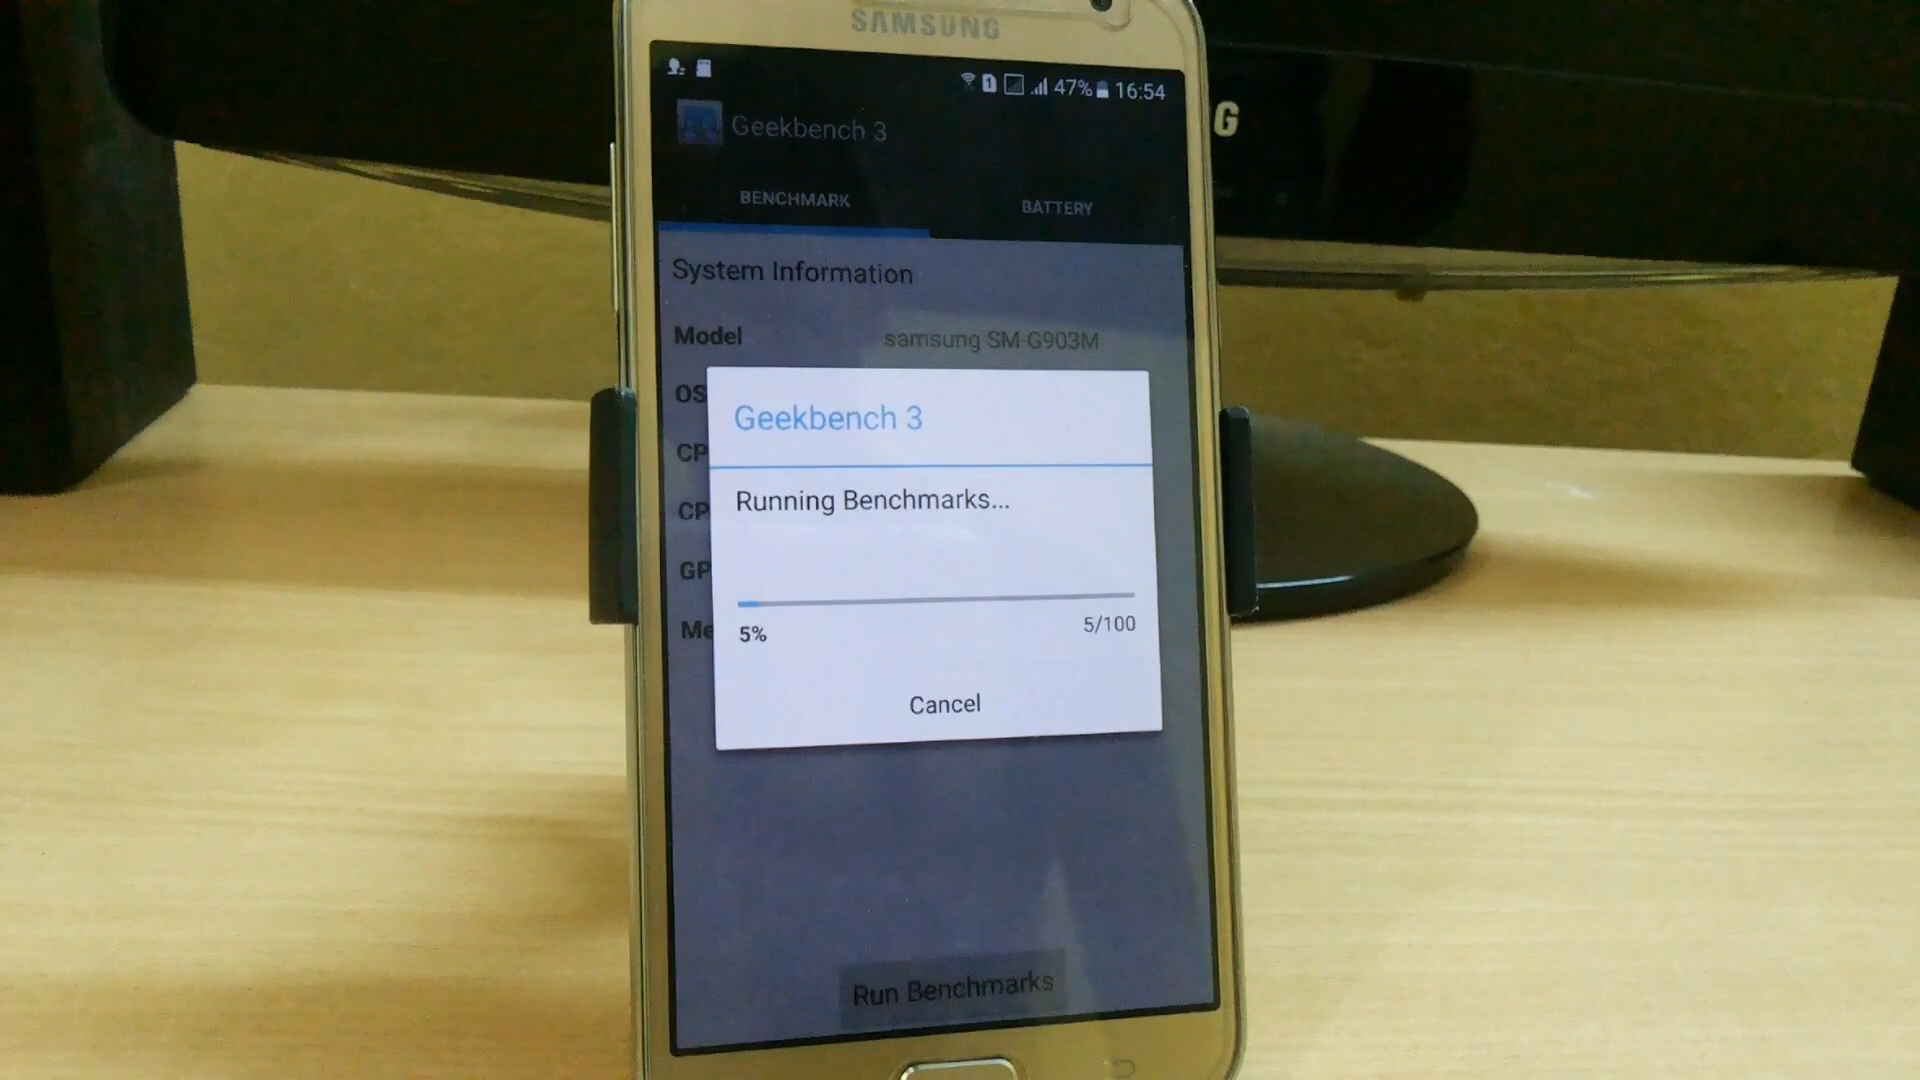 SAMSUNG
1 47% 16:54
G
Geekbench 3
BENCHMARK BATTERY
System Information
Model samsung SM-G903M
OS
Geekbench 3
CP
Running Benchmarks...
CP
GP
Me
5% 5/100
Cancel
Run Benchmarks